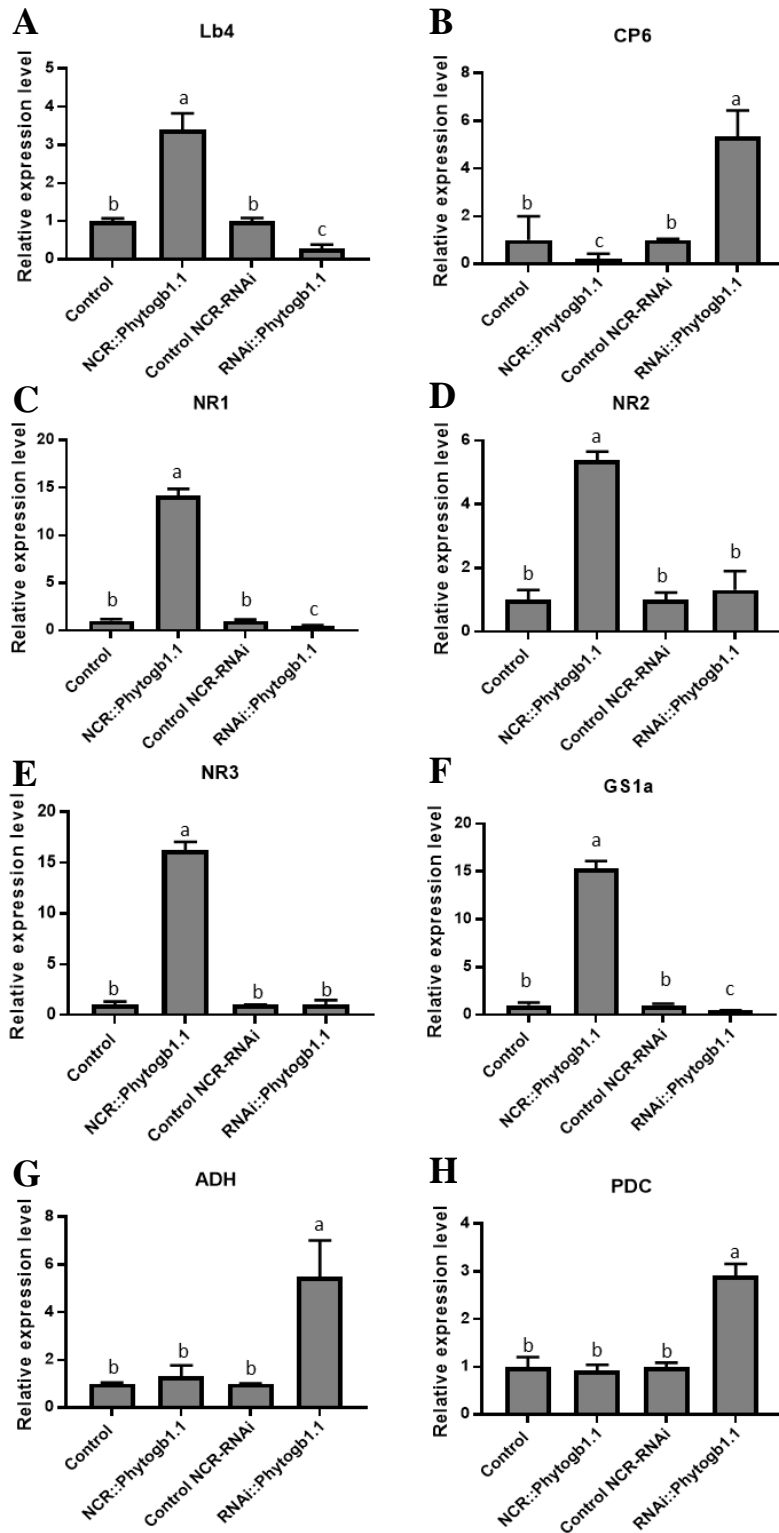 A
Lb4
Relative expression level
5
4
3
2
1
0
b
a
b
c
Control
NCR::Phytogb1.1
Control NCR-RNAi
RNAi::Phytogb1.1
B
CP6
Relative expression level
8
6
4
2
0
b
c
b
a
Control
NCR::Phytogb1.1
Control NCR-RNAi
RNAi::Phytogb1.1
C
NR1
Relative expression level
20
15
10
5
0
b
a
b
c
Control
NCR::Phytogb1.1
Control NCR-RNAi
RNAi::Phytogb1.1
D
NR2
Relative expression level
6
4
2
0
b
a
b
b
Control
NCR::Phytogb1.1
Control NCR-RNAi
RNAi::Phytogb1.1
E
NR3
Relative expression level
20
15
10
5
0
b
a
b
b
Control
NCR::Phytogb1.1
Control NCR-RNAi
RNAi::Phytogb1.1
F
GS1a
Relative expression level
20
15
10
5
0
b
a
b
c
Control
NCR::Phytogb1.1
Control NCR-RNAi
RNAi::Phytogb1.1
G
ADH
Relative expression level
8
6
4
2
0
b
b
b
a
Control
NCR::Phytogb1.1
Control NCR-RNAi
RNAi::Phytogb1.1
H
PDC
Relative expression level
4
3
2
1
0
b
b
b
a
Control
NCR::Phytogb1.1
Control NCR-RNAi
RNAi::Phytogb1.1